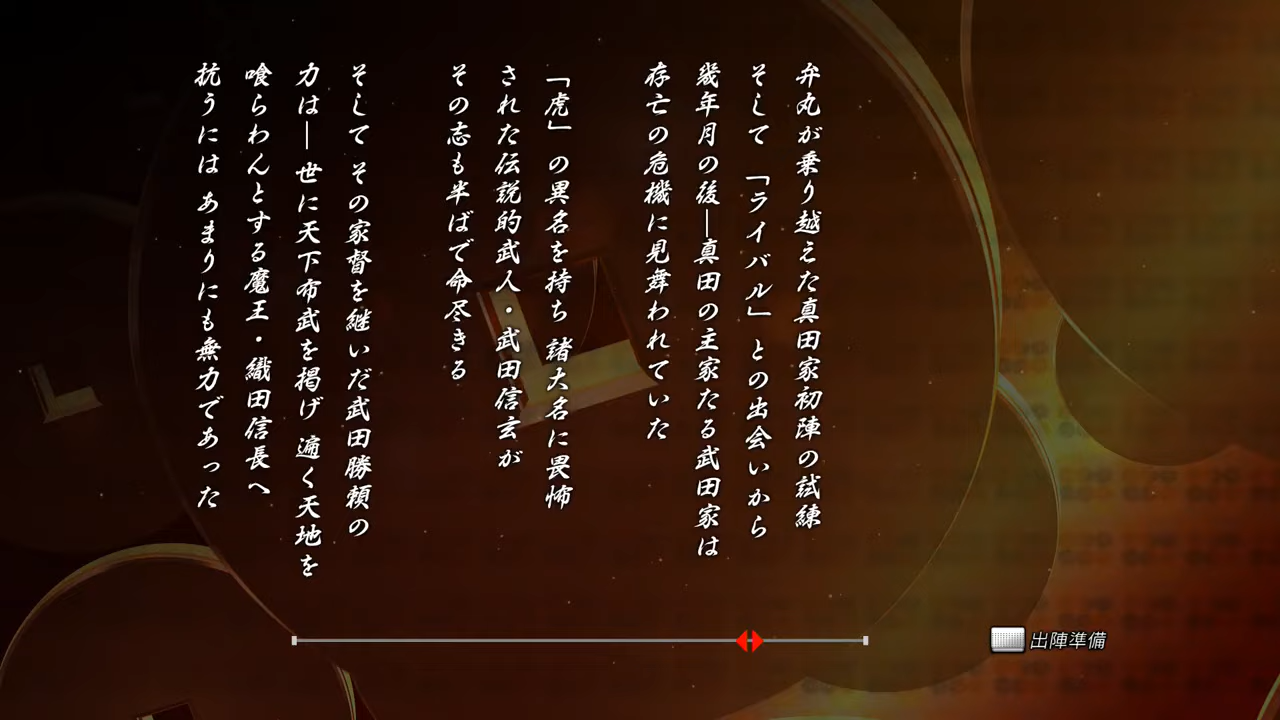 弁丸が乗り越えた真田家初陣の試練
そして「ライバル」との出会いから
幾年月の後―真田の主家たる武田家は
存亡の危機に見舞われていた
「虎」の異名を持ち 諸大名に畏怖
された伝説的武人・武田信玄が
その志も半ばで命尽きる
そして その家督を継いだ武田勝頼の
力は― 世に天下布武を掲げ 遍く天地を
喰らわんとする魔王・織田信長へ
抗うには あまりにも無力であった
出陣準備